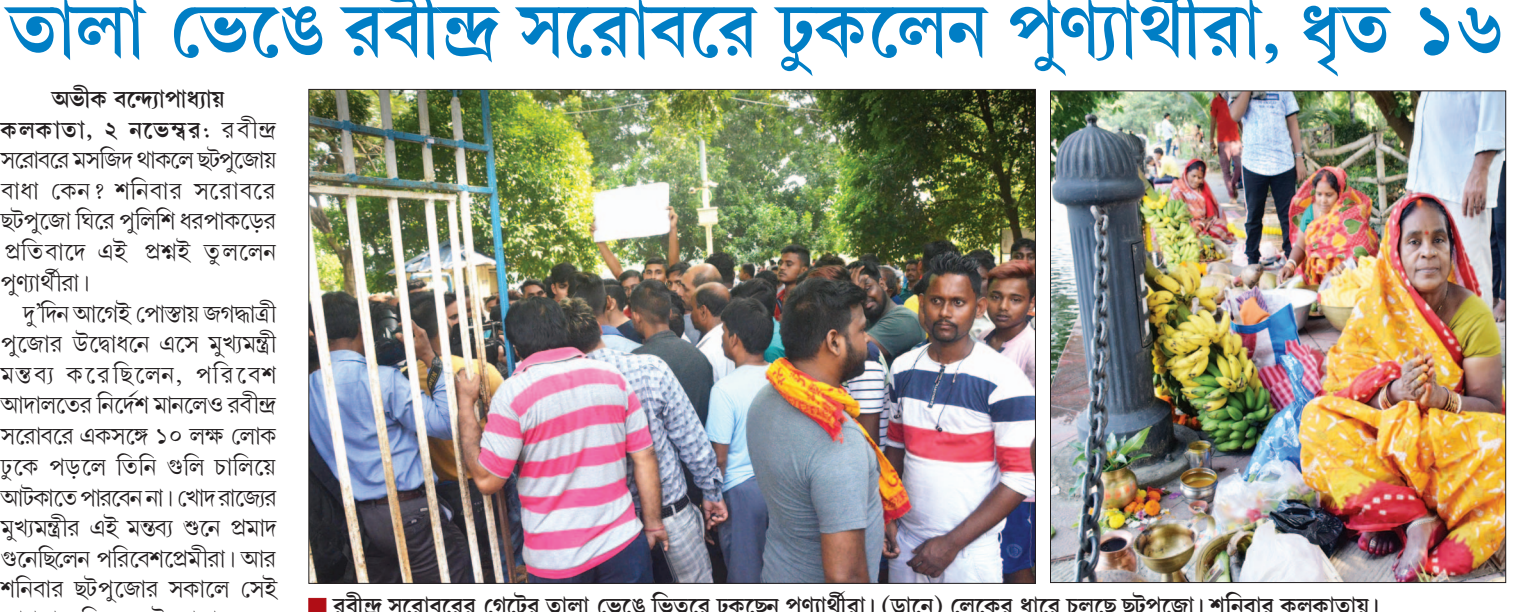 তালা ভেঙে রবীন্দ্র সরোবরে ঢুকলেন পুণ্যার্থীরা, ধৃত ১৬
অভীক বন্দ্যোপাধ্যায়
কলকাতা, ২ নভেম্বর: রবীন্দ্র
সরোবরে মসজিদ থাকলে ছটপুজোয়
বাধা কেন? শনিবার সরোবরে
ছটপুজো ঘিরে পুলিশি ধরপাকড়ের
প্রতিবাদে এই প্রশ্নই তুললেন
পুণ্যার্থীরা।
দু’দিন আগেই পোস্তায় জগদ্ধাত্রী
পুজোর উদ্বোধনে এসে মুখ্যমন্ত্রী
মন্তব্য করেছিলেন, পরিবেশ
আদালতের নির্দেশ মানলেও রবীন্দ্র
সরোবরে একসঙ্গে ১০ লক্ষ লোক
ঢুকে পড়লে তিনি গুলি চালিয়ে
আটকাতে পারবেন না। খোদ রাজ্যের
মুখ্যমন্ত্রীর এই মন্তব্য শুনে প্রমাদ
গুনেছিলেন পরিবেশপ্রেমীরা। আর
শনিবার ছটপুজোর সকালে সেই
রবীন্দ্র সরোবরের গেটের তালা ভেঙে ভিতরে ঢুকছেন পুণ্যার্থীরা। (ডানে) লেকের ধারে চলছে ছটপুজো। শনিবার কলকাতায়।